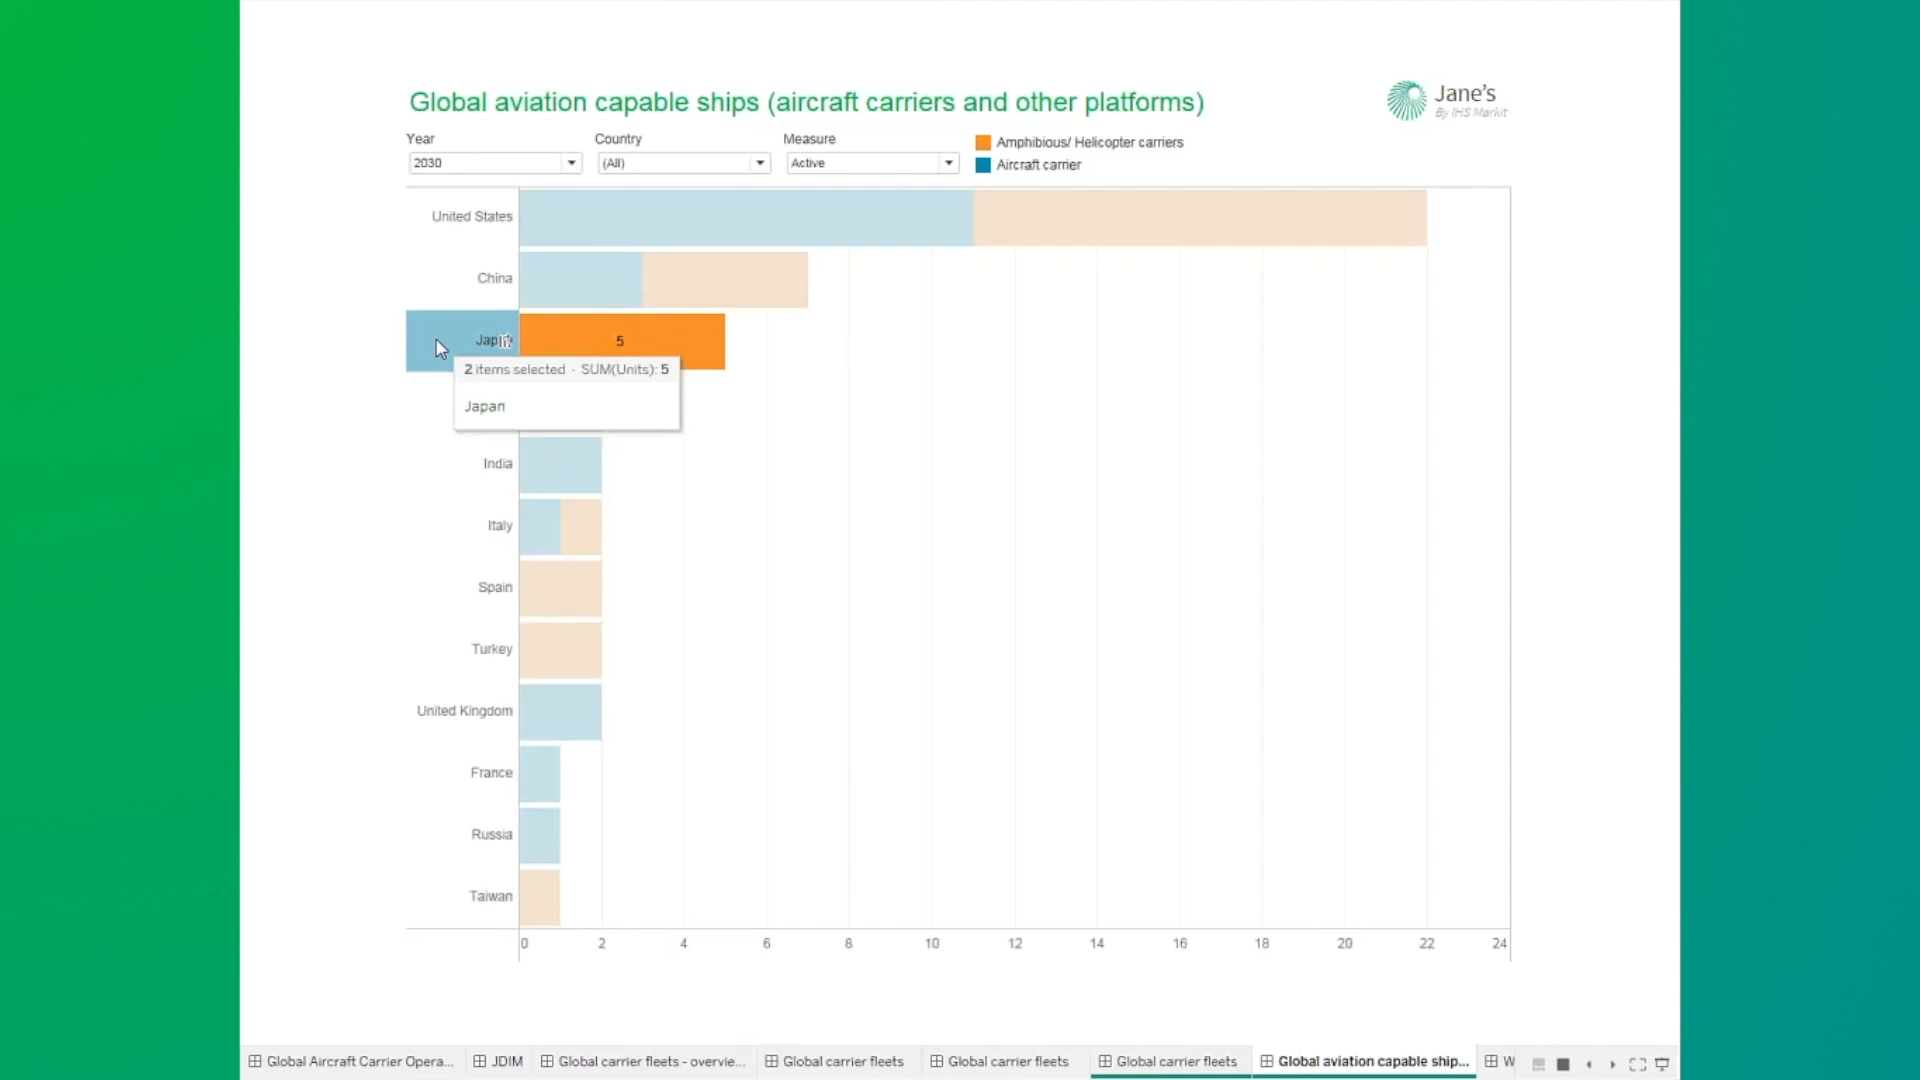 Global aviation capable ships (aircraft carriers and other platforms)
Jane's
By IHS Markit
Year
Country
Measure
2030
(All)
Active
Amphibious/ Helicopter carriers
Aircraft carrier
United States
China
5
2 items selected · SUM(Units): 5
Japan
India
Italy
Spain
Turkey
United Kingdom
France
Russia
Taiwan
0 2 4 6 8 10 12 14 16 18 20 22 24
Global Aircraft Carrier Opera...
JDIM
Global carrier fleets - overvie...
Global carrier fleets
Global carrier fleets
Global carrier fleets
Global aviation capable ship...
W